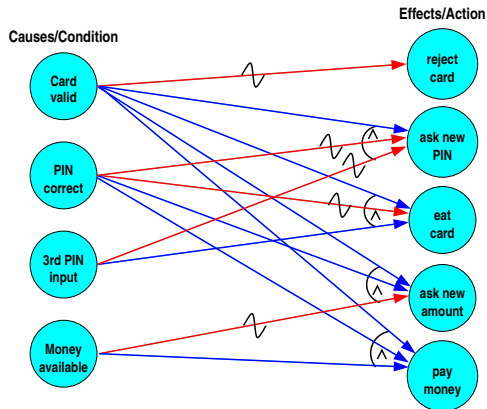 Causes/Condition
Effects/Action
Card
valid
PIN
correct
3rd PIN
input
Money
available
reject
card
ask new
PIN
eat
card
ask new
amount
pay
money
^
^
^
^